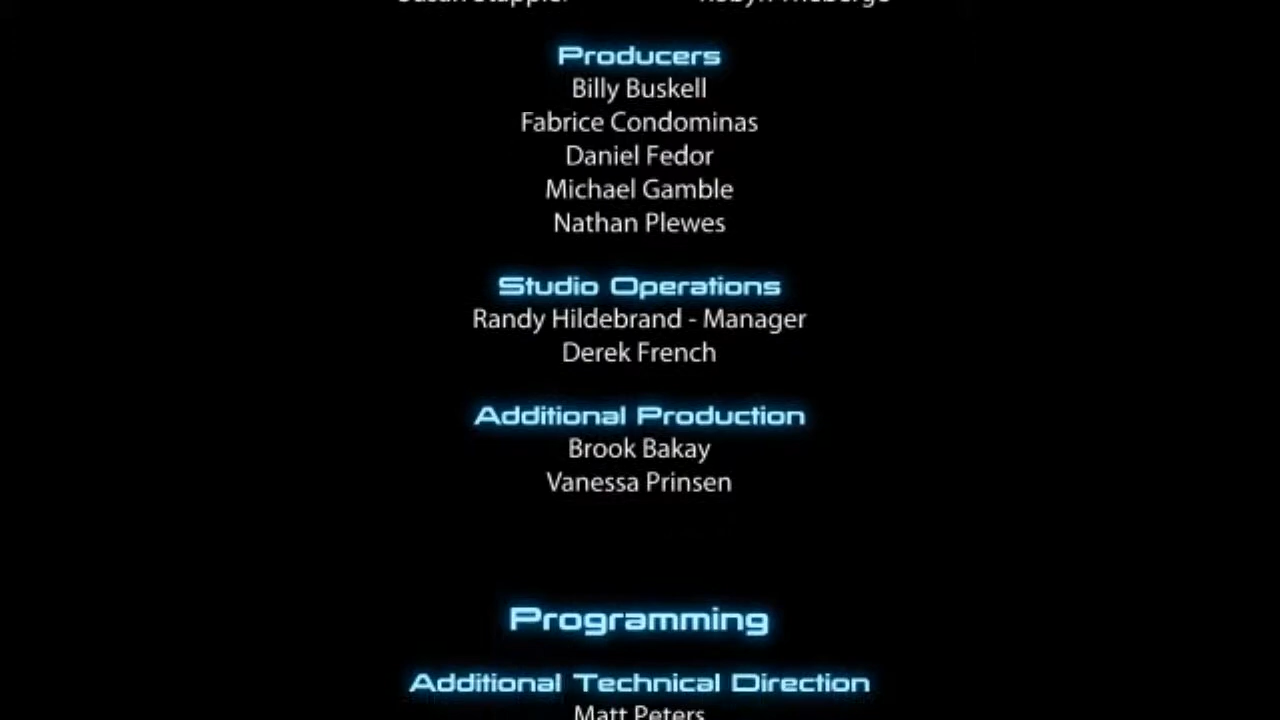 Producers
Billy Buskell
Fabrice Condominas
Daniel Fedor
Michael Gamble
Nathan Plewes
Studio Operations
Randy Hildebrand - Manager
Derek French
Additional Production
Brook Bakay
Vanessa Prinsen
Programming
Additional Technical Direction
Matt Peters